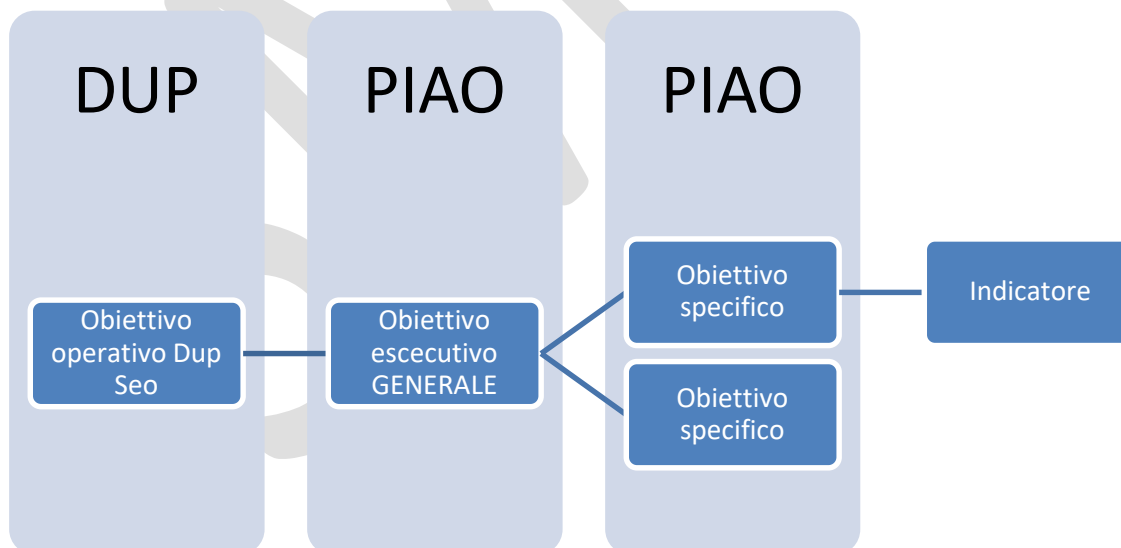 DUP
PIAO
PIAO
Obiettivo
operativo Dup
Seo
Obiettivo
escecutivo
GENERALE
Obiettivo
specifico
Obiettivo
specifico
Indicatore